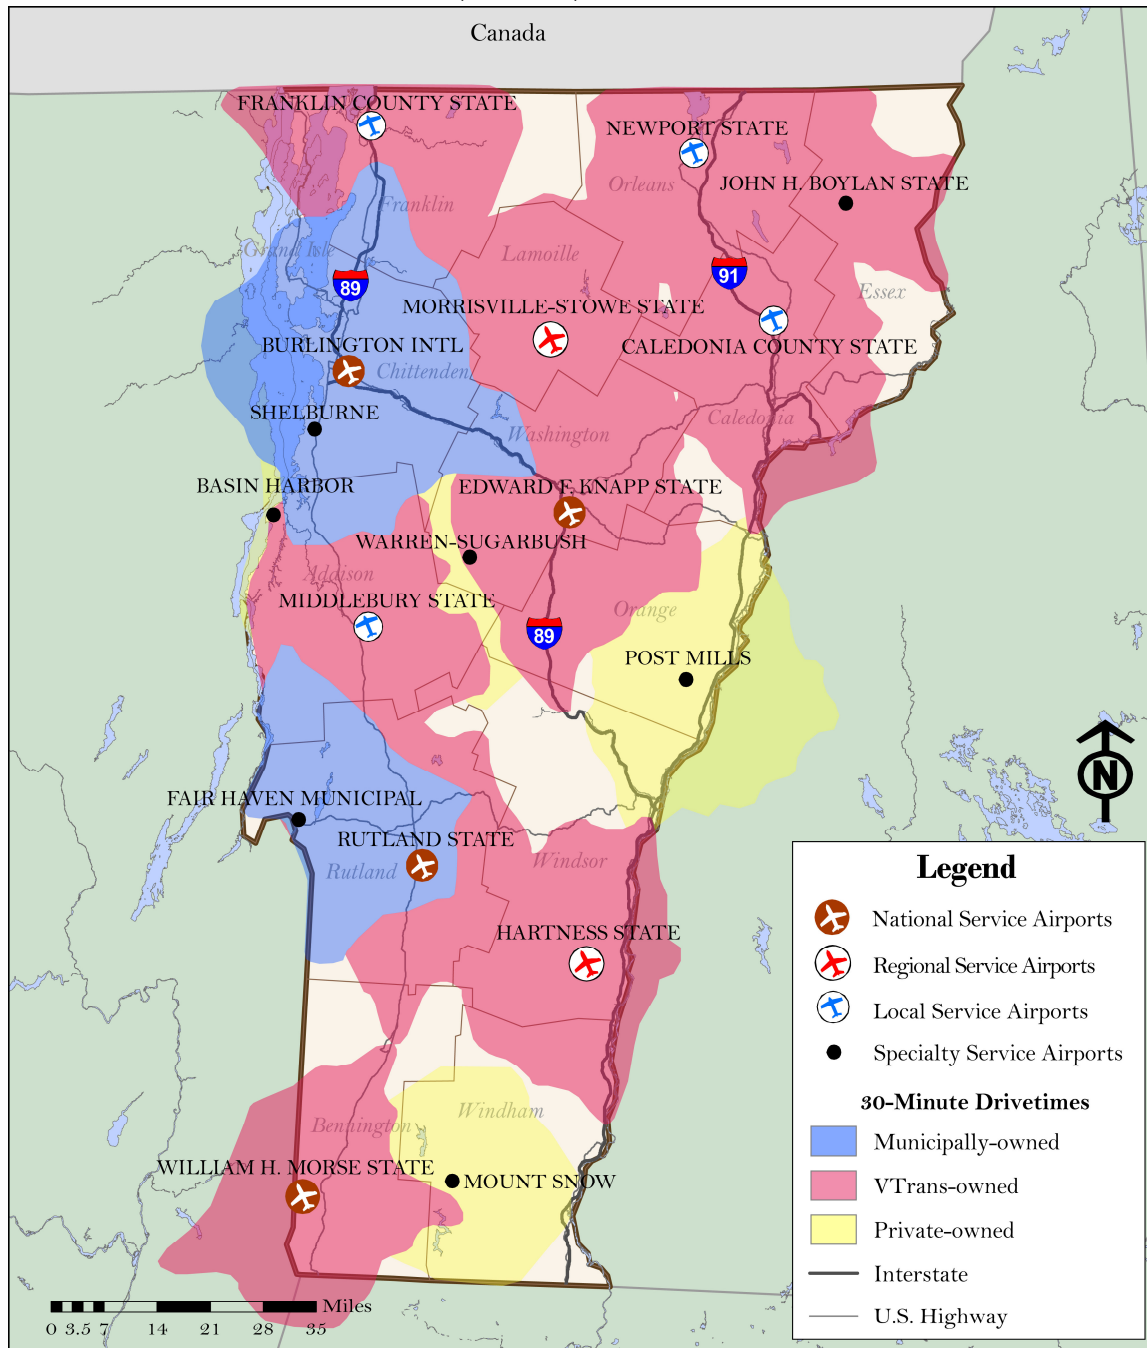 Canada
FRANKLIN COUNTY STATE
NEWPORT STATE
Orleans
JOHN H. BOYLAN STATE
Franklin
Grand Isle
Lamoille
89
91
Essex
MORRISVILLE-STOWE STATE
BURLINGTON INTL
CALEDONIA COUNTY STATE
Chittenden
SHELBURNE
Caledonia
Washington
BASIN HARBOR
EDWARD F KNAPP STATE
WARREN-SUGARBUSH
Addison
MIDDLEBURY STATE
Orange
89
POST MILLS
N
FAIR HAVEN MUNICIPAL
RUTLAND STATE
Rutland
Windsor
HARTNESS STATE
Windham
Bennington
WILLIAM H. MORSE STATE
MOUNT SNOW
Miles
0 3.5 7 14 21 28 35
Legend
National Service Airports
Regional Service Airports
Local Service Airports
Specialty Service Airports
30-Minute Drivetimes
Municipally-owned
VTrans-owned
Private-owned
Interstate
U.S. Highway